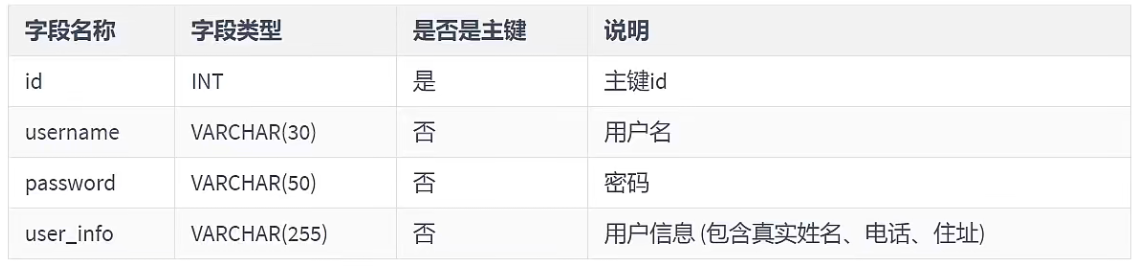 字段名称 字段类型 是否是主键 说明
id INT 是 主键id
username VARCHAR(30) 否 用户名
password VARCHAR(50) 否 密码
user_info VARCHAR(255) 否 用户信息 (包含真实姓名、电话、住址)